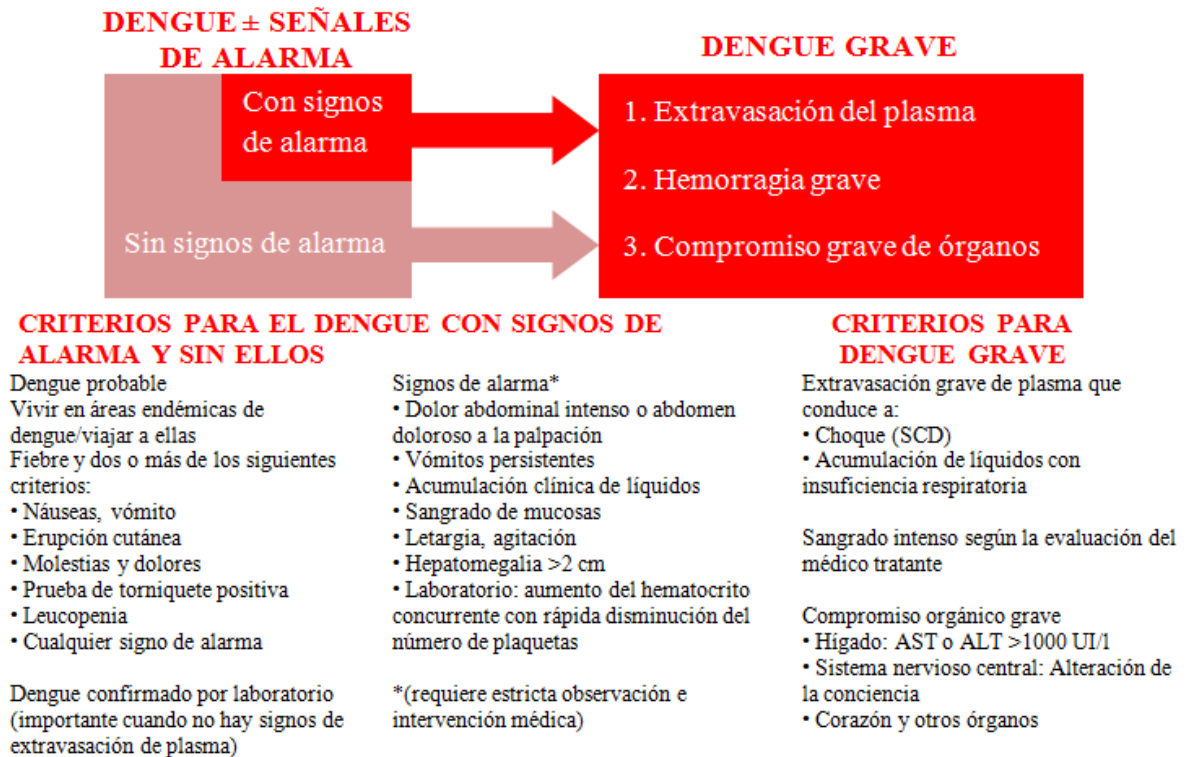 DENGUE ± SEÑALES
DE ALARMA
Con signos
de alarma
Sin signos de alarma
DENGUE GRAVE
1. Extravasación del plasma
2. Hemorragia grave
3. Compromiso grave de órganos
CRITERIOS PARA EL DENGUE CON SIGNOS DE
ALARMA Y SIN ELLOS
Dengue probable
Vivir en áreas endémicas de
dengue/viajar a ellas
Fiebre y dos o más de los siguientes
criterios:
• Náuseas, vómito
• Erupción cutánea
• Molestias y dolores
• Prueba de torniquete positiva
• Leucopenia
• Cualquier signo de alarma
Dengue confirmado por laboratorio
(importante cuando no hay signos de
extravasación de plasma)
Signos de alarma*
• Dolor abdominal intenso o abdomen
doloroso a la palpación
• Vómitos persistentes
• Acumulación clínica de líquidos
• Sangrado de mucosas
• Letargia, agitación
• Hepatomegalia >2 cm
• Laboratorio: aumento del hematocrito
concurrente con rápida disminución del
número de plaquetas
*(requiere estricta observación e
intervención médica)
CRITERIOS PARA
DENGUE GRAVE
Extravasación grave de plasma que
conduce a:
• Choque (SCD)
• Acumulación de líquidos con
insuficiencia respiratoria
Sangrado intenso según la evaluación del
médico tratante
Compromiso orgánico grave
• Hígado: AST o ALT >1000 UI/l
• Sistema nervioso central: Alteración de
la conciencia
• Corazón y otros órganos